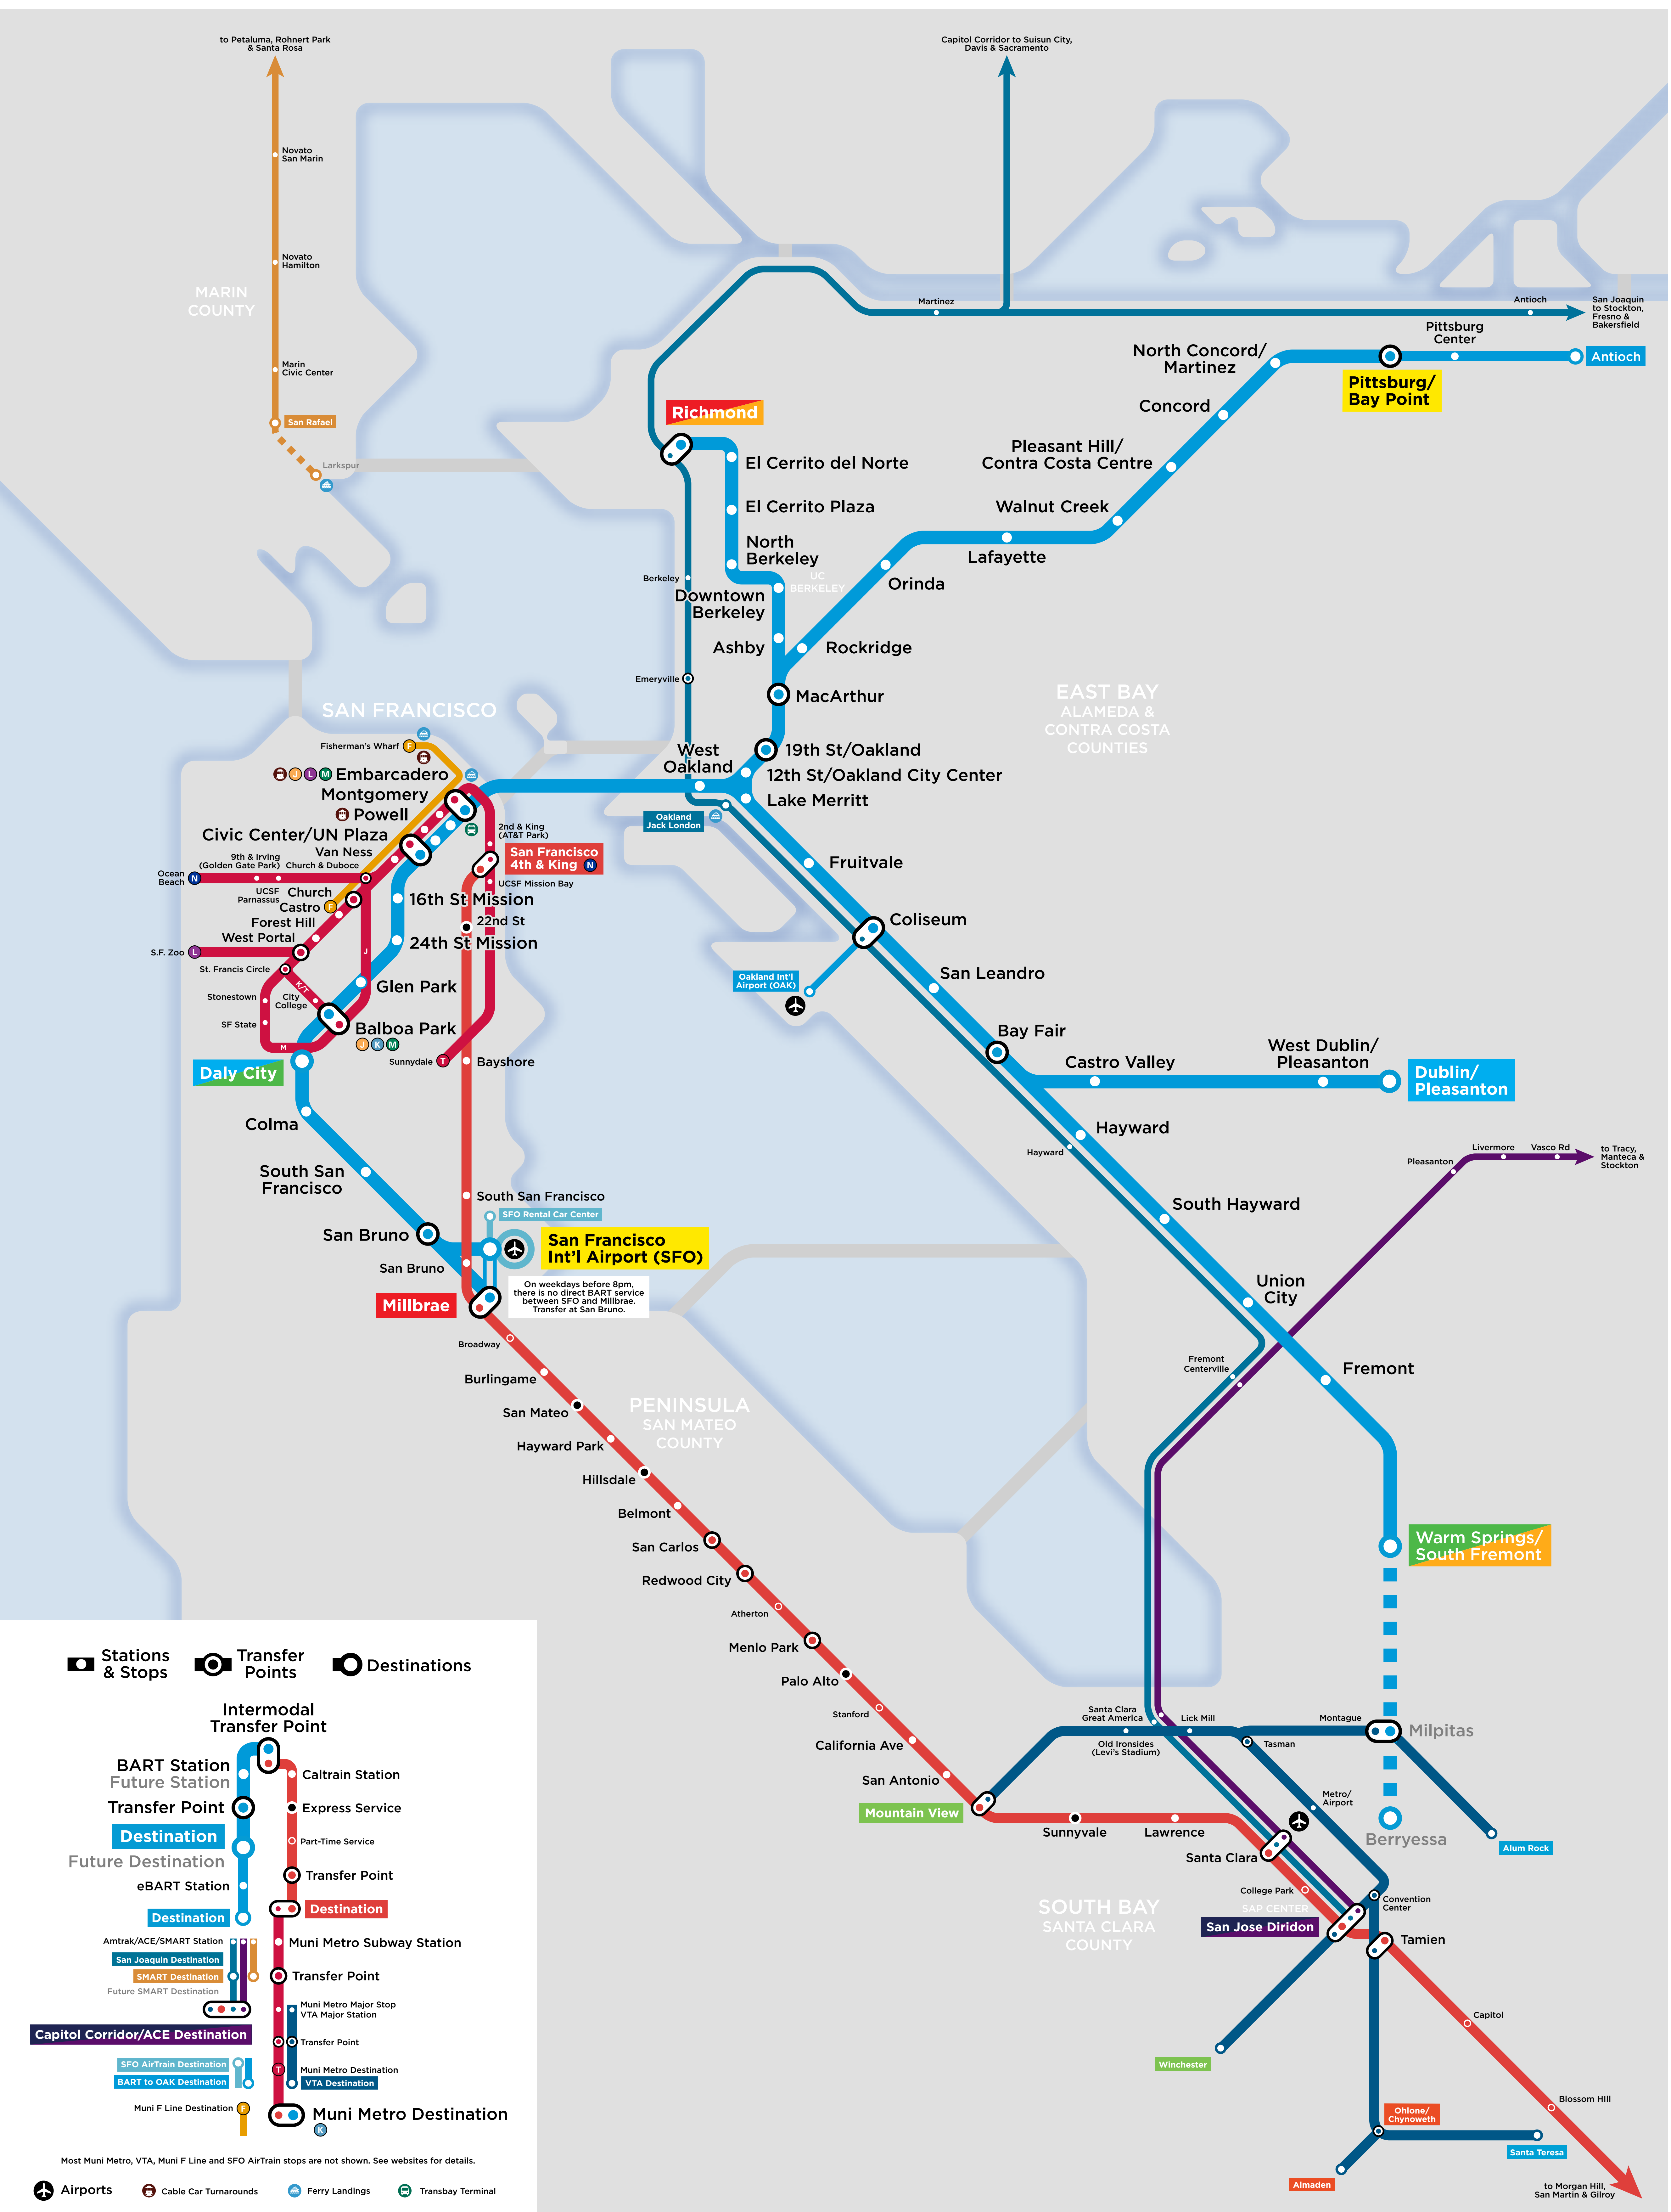 to Petaluma, Rohnert Park
& Santa Rosa
Capitol Corridor to Suisun City,
Davis & Sacramento
Novato
San Marin
Novato
Hamilton
MARIN
COUNTY
Marin
Civic Center
San Rafael
Larkspur
Martinez
Antioch
San Joaquin
to Stockton,
Fresno &
Bakersfield
Pittsburg
Center
Antioch
North Concord/
Martinez
Pittsburg/
Bay Point
Concord
Richmond
Pleasant Hill/
Contra Costa Centre
El Cerrito del Norte
El Cerrito Plaza
Walnut Creek
Lafayette
North
Berkeley
UC
BERKELEY
Orinda
Berkeley
Downtown
Berkeley
Ashby
Rockridge
Emeryville
MacArthur
EAST BAY
ALAMEDA &
CONTRA COSTA
COUNTIES
SAN FRANCISCO
Fisherman's Wharf
F
J
L
M
Embarcadero
Montgomery
Powell
Civic Center/UN Plaza
Van Ness
9th & Irving
(Golden Gate Park)
Church & Duboce
Ocean
Beach
N
UCSF
Parnassus
Church
Castro
F
Forest Hill
West Portal
S.F. Zoo
L
St. Francis Circle
J
K/T
Stonestown
City
College
SF State
M
West
Oakland
19th St/Oakland
12th St/Oakland City Center
Lake Merritt
Oakland
Jack London
2nd & King
(AT&T Park)
San Francisco
4th & King
N
UCSF Mission Bay
16th St Mission
22nd St
24th St Mission
Glen Park
Balboa Park
J
K
M
Sunnydale
T
Bayshore
Daly City
Colma
South San
Francisco
South San Francisco
SFO Rental Car Center
San Bruno
San Francisco
Int'l Airport (SFO)
San Bruno
On weekdays before 8pm,
there is no direct BART service
between SFO and Millbrae.
Transfer at San Bruno.
Millbrae
Fruitvale
Coliseum
Oakland Int'l
Airport (OAK)
San Leandro
Bay Fair
Castro Valley
West Dublin/
Pleasanton
Dublin/
Pleasanton
Hayward
Hayward
South Hayward
Pleasanton
Livermore
Vasco Rd
to Tracy,
Manteca &
Stockton
Union
City
Fremont
Centerville
Fremont
Warm Springs/
South Fremont
Broadway
Burlingame
San Mateo
PENINSULA
SAN MATEO
COUNTY
Hayward Park
Hillsdale
Belmont
San Carlos
Redwood City
Atherton
Menlo Park
Palo Alto
Stanford
California Ave
San Antonio
Mountain View
Santa Clara
Great America
Lick Mill
Old Ironsides
(Levi's Stadium)
Tasman
Montague
Milpitas
Metro/
Airport
Berryessa
Alum Rock
Sunnyvale
Lawrence
Santa Clara
College Park
SAP CENTER
SOUTH BAY
SANTA CLARA
COUNTY
San Jose Diridon
Convention
Center
Tamien
Capitol
Winchester
Blossom HIll
Ohlone/
Chynoweth
Santa Teresa
Almaden
to Morgan Hill,
San Martin & Gilroy
Stations
& Stops
Transfer
Points
Destinations
Intermodal
Transfer Point
BART Station
Future Station
Transfer Point
Destination
Future Destination
eBART Station
Destination
Caltrain Station
Express Service
Part-Time Service
Transfer Point
Destination
Amtrak/ACE/SMART Station
San Joaquin Destination
SMART Destination
Future SMART Destination
Capitol Corridor/ACE Destination
Muni Metro Subway Station
Transfer Point
Muni Metro Major Stop
VTA Major Station
Transfer Point
SFO AirTrain Destination
BART to OAK Destination
T
Muni Metro Destination
VTA Destination
Muni F Line Destination
F
Muni Metro Destination
K
Most Muni Metro, VTA, Muni F Line and SFO AirTrain stops are not shown. See websites for details.
Airports
Cable Car Turnarounds
Ferry Landings
Transbay Terminal